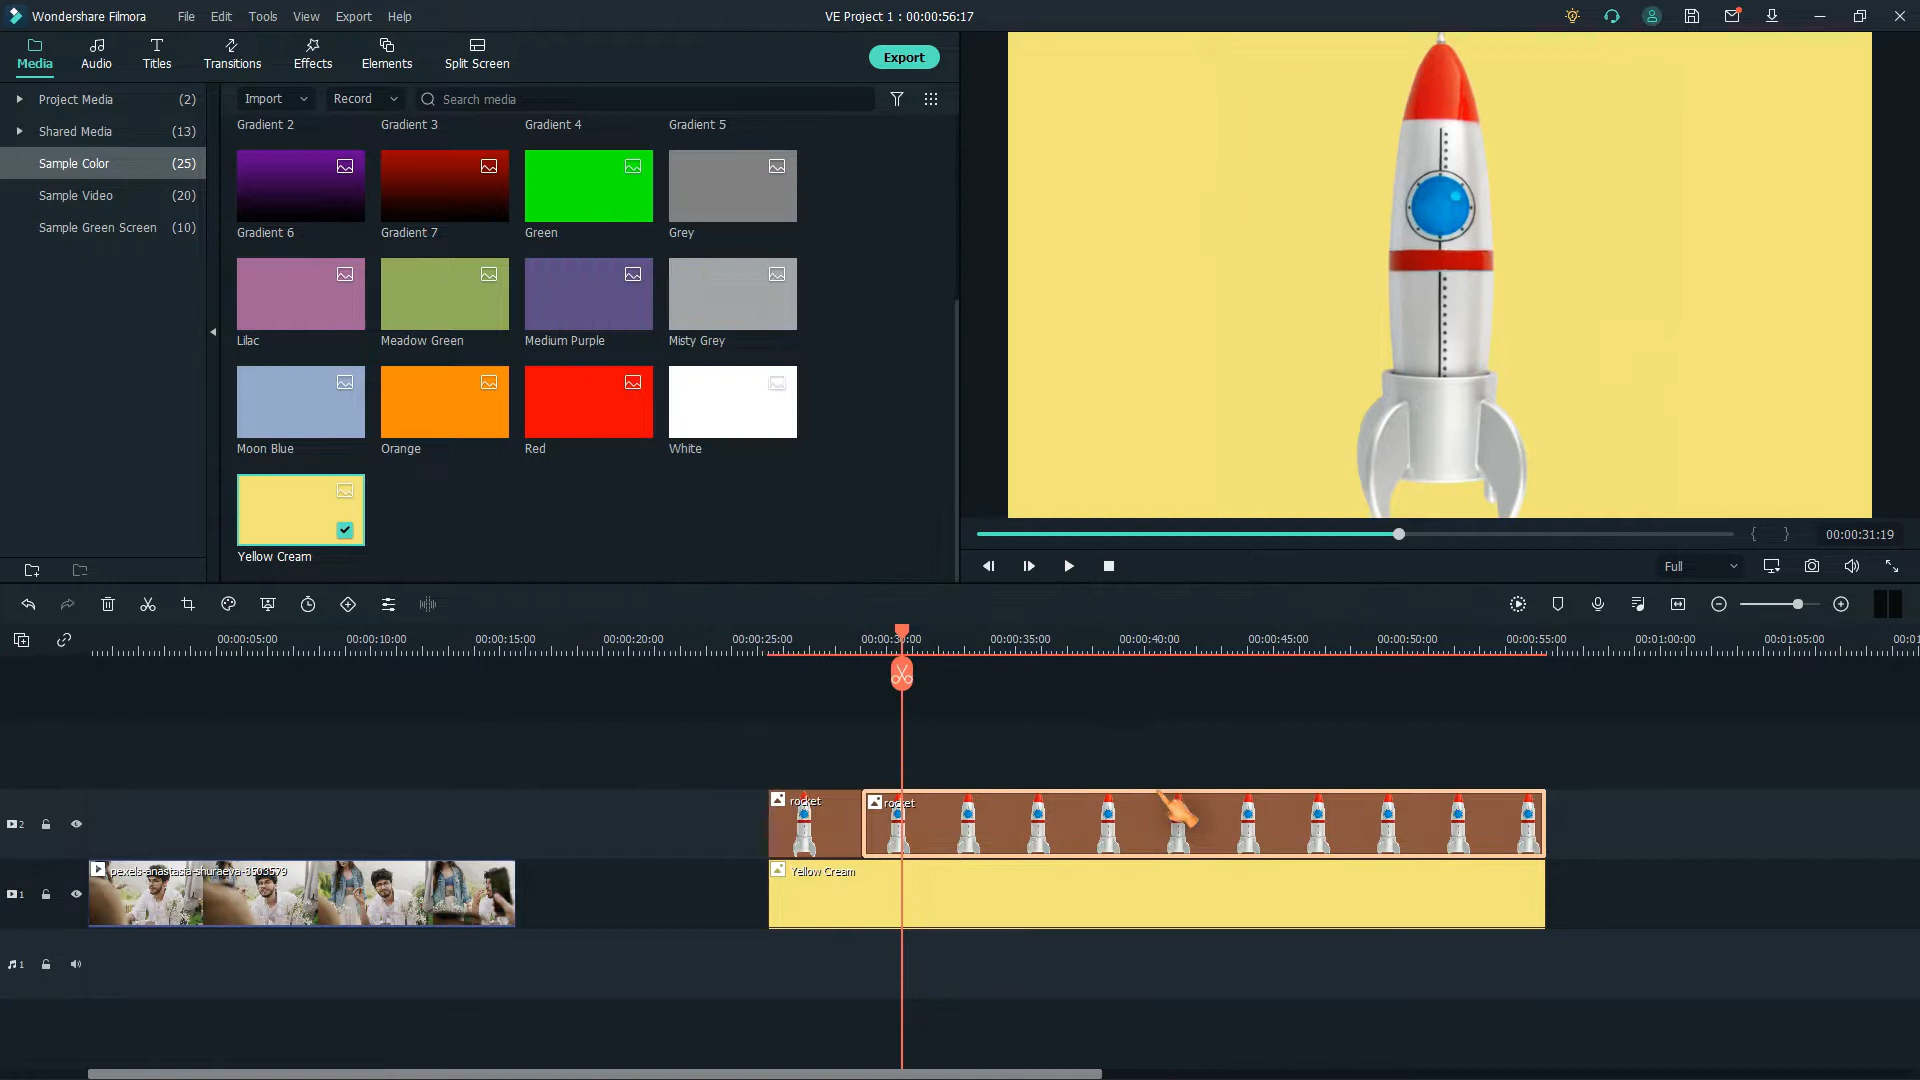 Wondershare Filmora File Edit Tools View Export Help VE Project 1 : 00:00:56:17
Media Audio Titles Transitions Effects Elements Split Screen Export
Project Media (2)
Shared Media (13)
Sample Color (25)
Sample Video (20)
Sample Green Screen (10)
Import Record Search media
Gradient 2 Gradient 3 Gradient 4 Gradient 5
Gradient 6 Gradient 7 Green Grey
Lilac Meadow Green Medium Purple Misty Grey
Moon Blue Orange Red White
Yellow Cream
{ } 00:00:31:19
Full
00:00:05:00 00:00:10:00 00:00:15:00 00:00:20:00 00:00:25:00 00:00:30:00 00:00:35:00 00:00:40:00 00:00:45:00 00:00:50:00 00:00:55:00 00:01:00:00 00:01:05:00 00:01
2 rocket rocket
1 pexels-anastasia-shuraeva-8503579 Yellow Cream
1